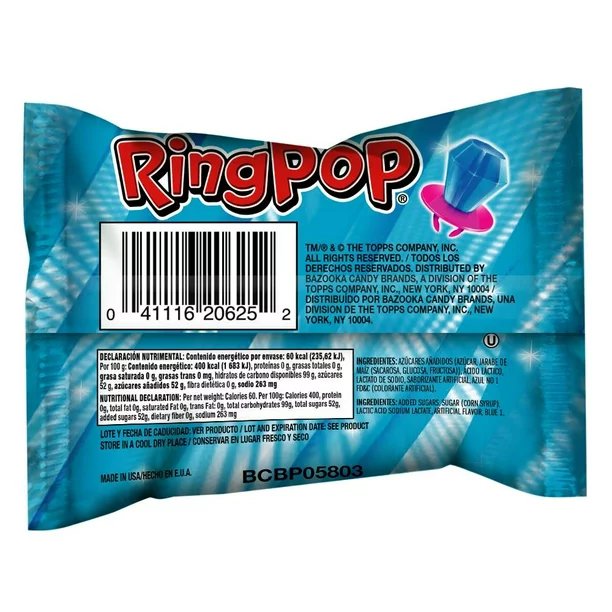 RingPOP®
0 41116 20625 2
TM/® & © THE TOPPS COMPANY, INC.
ALL RIGHTS RESERVED. / TODOS LOS
DERECHOS RESERVADOS. DISTRIBUTED BY
BAZOOKA CANDY BRANDS, A DIVISION OF THE
TOPPS COMPANY, INC., NEW YORK, NY 10004 /
DISTRIBUÍDO POR BAZOOKA CANDY BRANDS, UNA
DIVISION DE THE TOPPS COMPANY, INC., NEW
YORK, NY 10004.
U
DECLARACIÓN NUTRIMENTAL: Contenido energético por envase: 60 kcal (235,62 kJ),
Por 100 g: Contenido energético: 400 kcal (1 683 kJ), proteínas 0 g, grasas totales 0 g,
grasa saturada 0 g, grasas trans 0 mg, hidratos de carbono disponibles 99 g, azúcares
52 g, azúcares añadidos 52 g, fibra dietética 0 g, sodio 263 mg
NUTRITIONAL DECLARATION: Per net weight: Calories 60. Per 100g: Calories 400, protein
0g, total fat 0g, saturated Fat 0g, trans Fat: 0g, total carbohydrates 99g, total sugars 52g,
added sugars 52g, dietary fiber 0g, sodium 263 mg
INGREDIENTES: AZÚCARES AÑADIDOS (AZÚCAR, JARABE DE
MAÍZ (SACAROSA, GLUCOSA, FRUCTOSA)), ÁCIDO LÁCTICO,
LACTATO DE SODIO, SABORIZANTE ARTIFICIAL, AZUL NO 1
FD&C (COLORANTE ARTIFICIAL).
INGREDIENTES: ADDED SUGARS: SUGAR (CORN SYRUP),
LACTIC ACID SODIUM LACTATE, ARTIFICIAL FLAVOR, BLUE 1.
LOTE Y FECHA DE CADUCIDAD: VER PRODUCTO / LOT AND EXPIRATION DATE: SEE PRODUCT
STORE IN A COOL DRY PLACE / CONSERVAR EN LUGAR FRESCO Y SECO
MADE IN USA/HECHO EN E.U.A.
BCBP05803